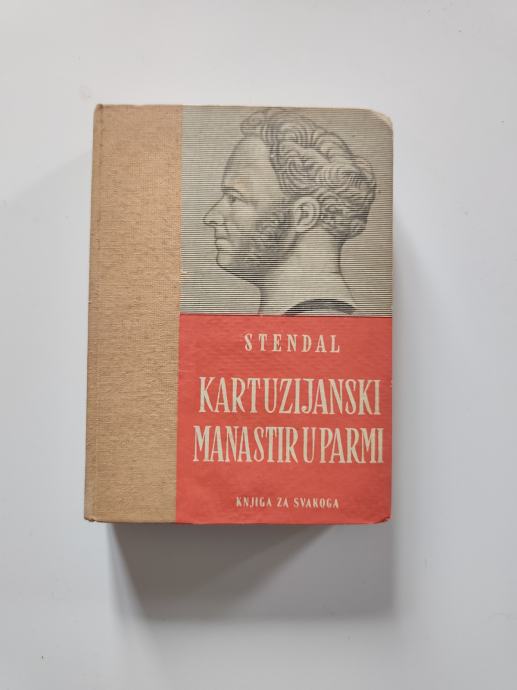 STENDAL
KARTUZIJANSKI
MANASTIR U PARMI
KNJIGA ZA SVAKOGA